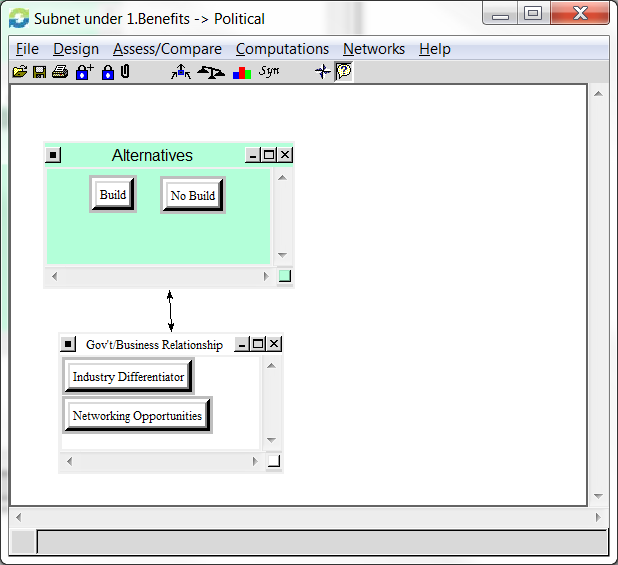 Subnet under 1.Benefits -> Political
File Design Assess/Compare Computations Networks Help
Syn
Alternatives
Build No Build
Gov't/Business Relationship
Industry Differentiator
Networking Opportunities